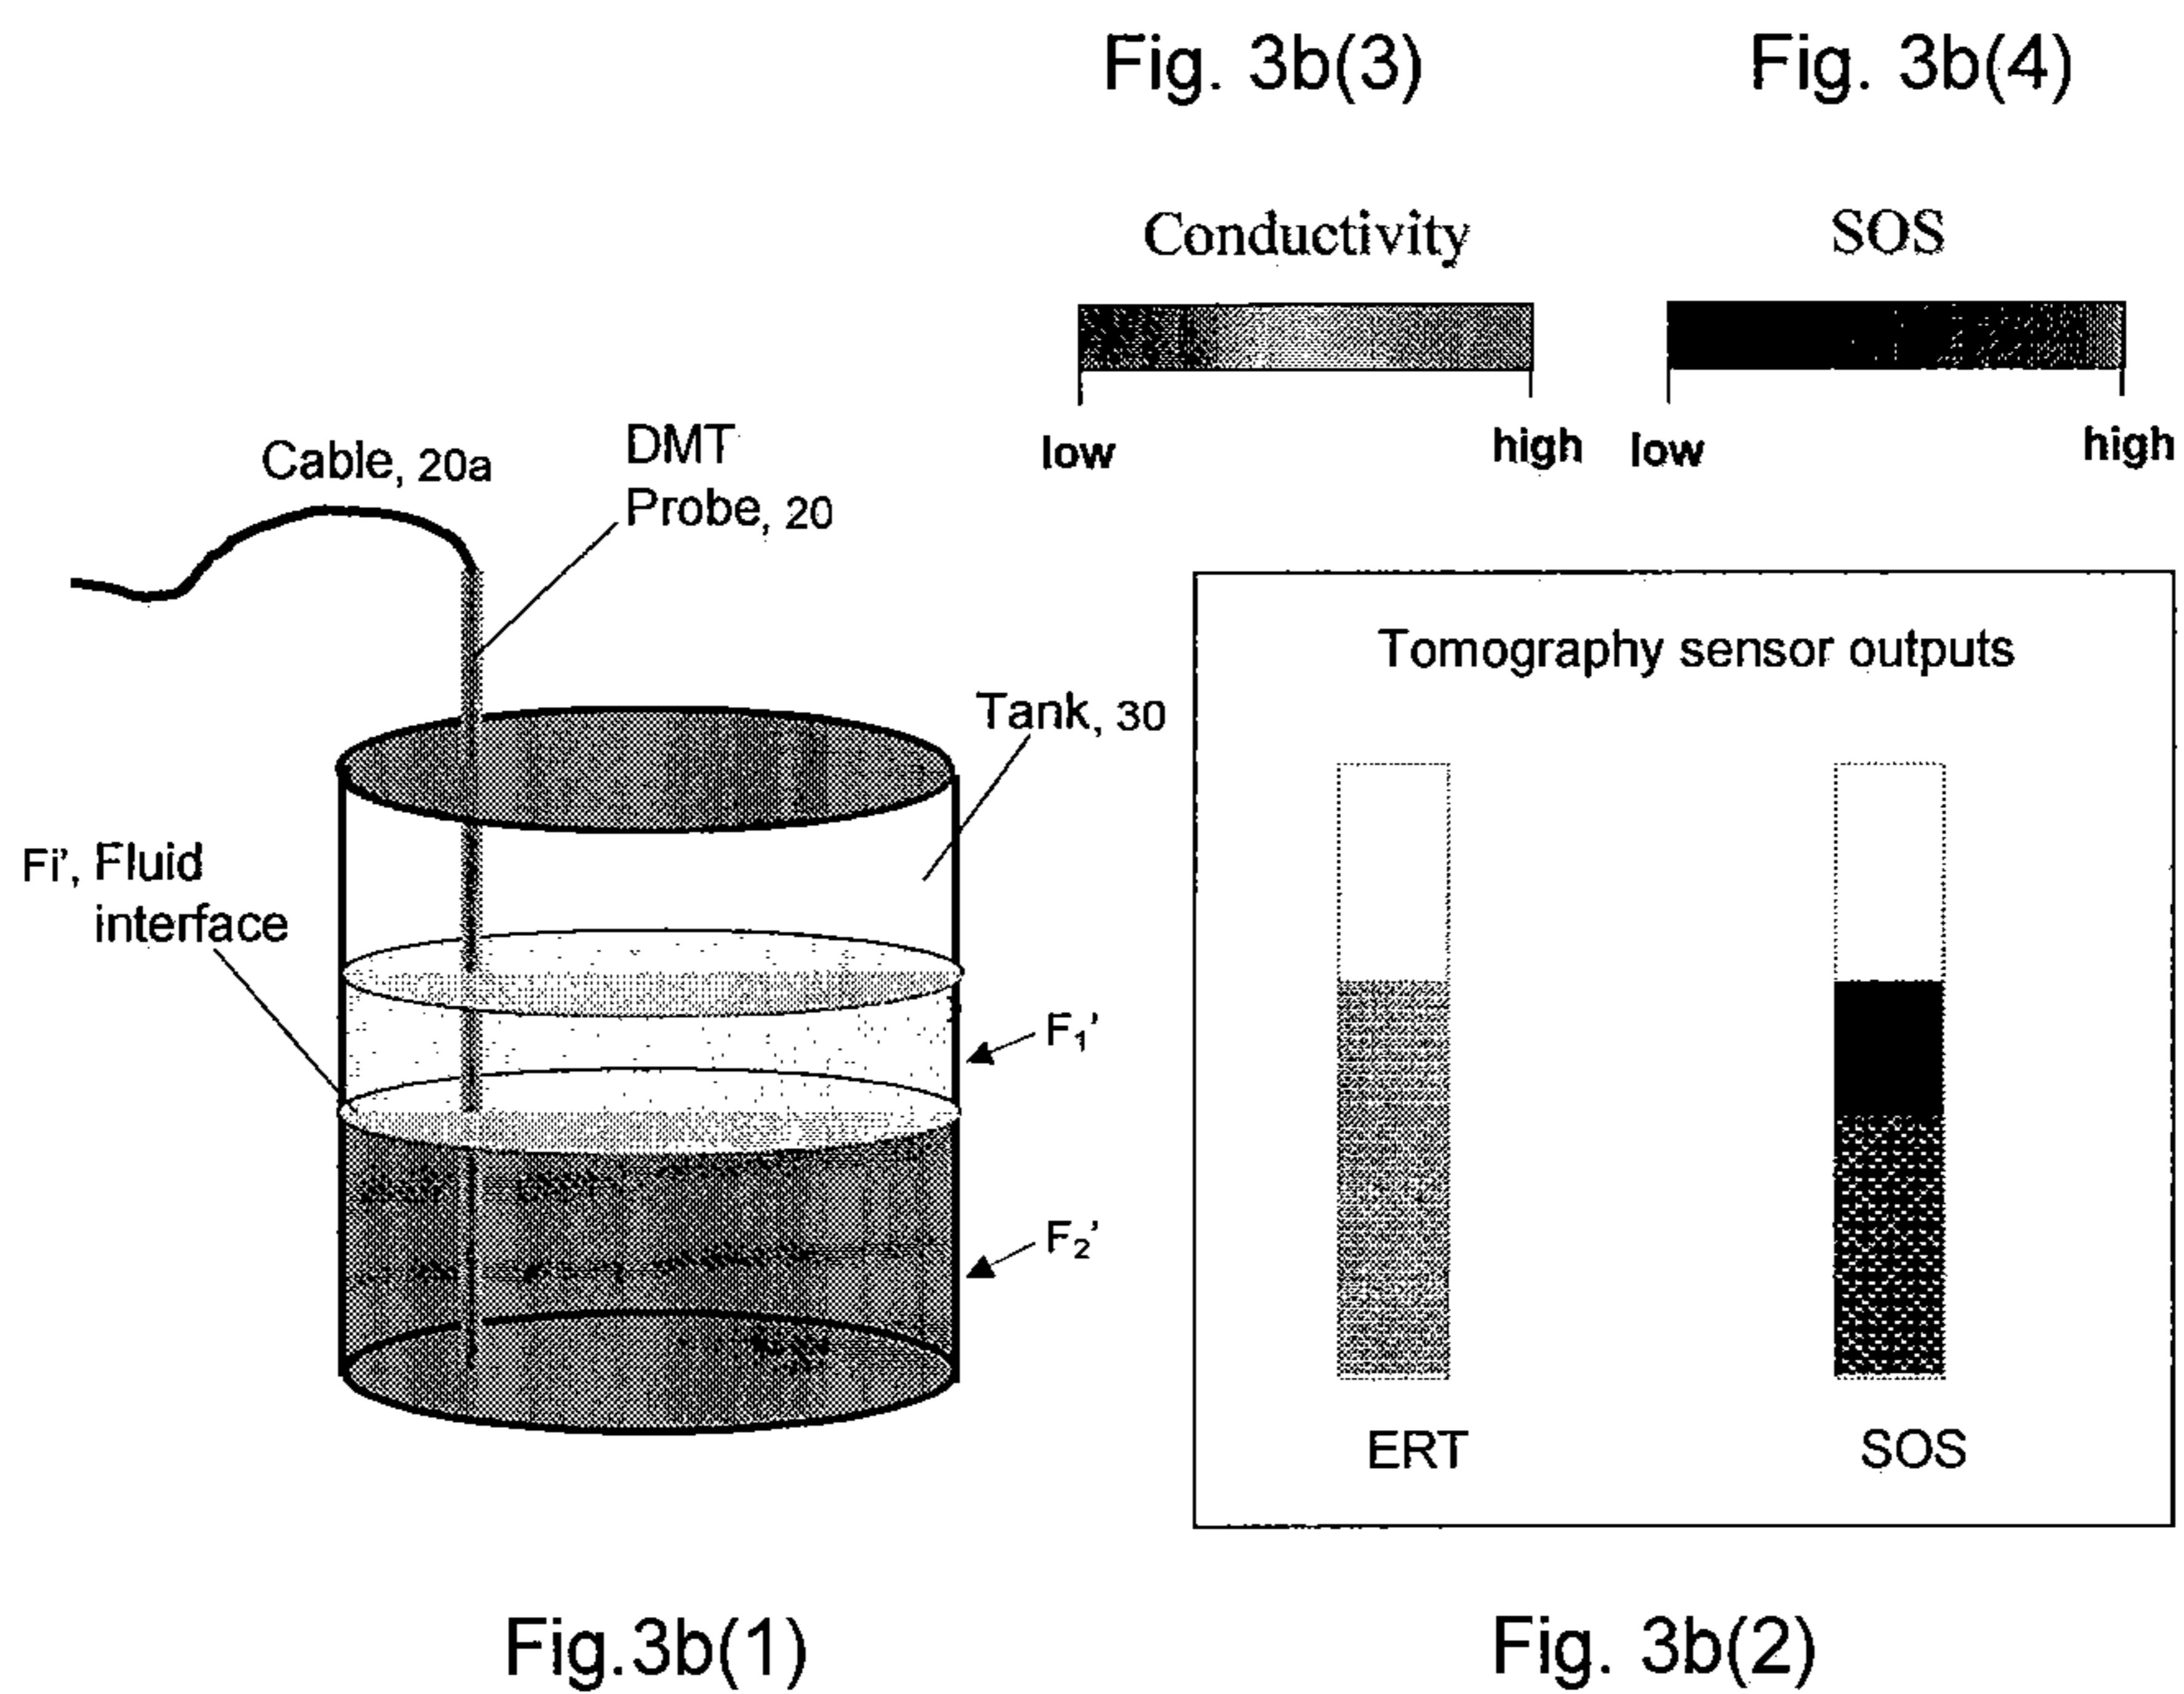 Fig. 3b(3)
Fig. 3b(4)
Conductivity
SOS
low
high
low
high
Cable, 20a
DMT
Probe, 20
Tank, 30
Fi’, Fluid
interface
F₁’
F₂’
Tomography sensor outputs
ERT
SOS
Fig.3b(1)
Fig. 3b(2)